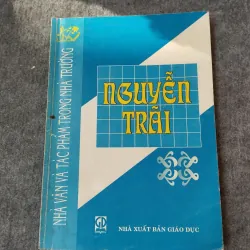 NHÀ VĂN VÀ TÁC PHẨM TRONG NHÀ TRƯỜNG
NGUYỄN
TRÃI
NHÀ XUẤT BẢN GIÁO DỤC